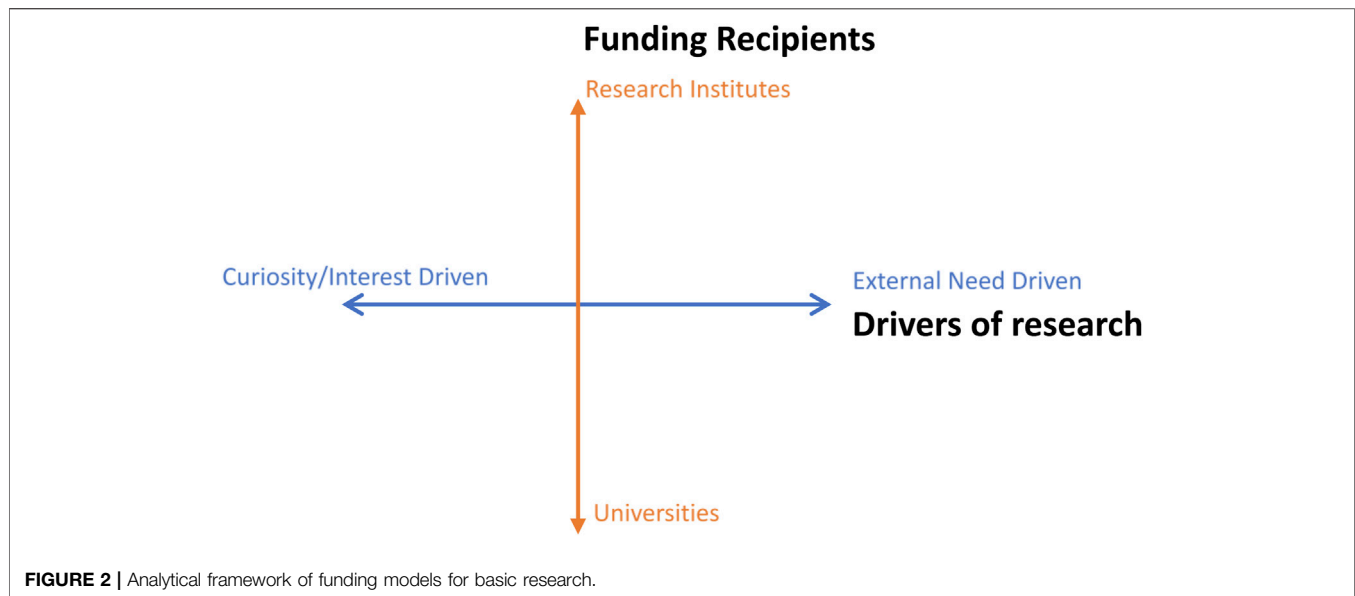 Funding Recipients
Research Institutes
Curiosity/Interest Driven
External Need Driven
Drivers of research
Universities
FIGURE 2 | Analytical framework of funding models for basic research.